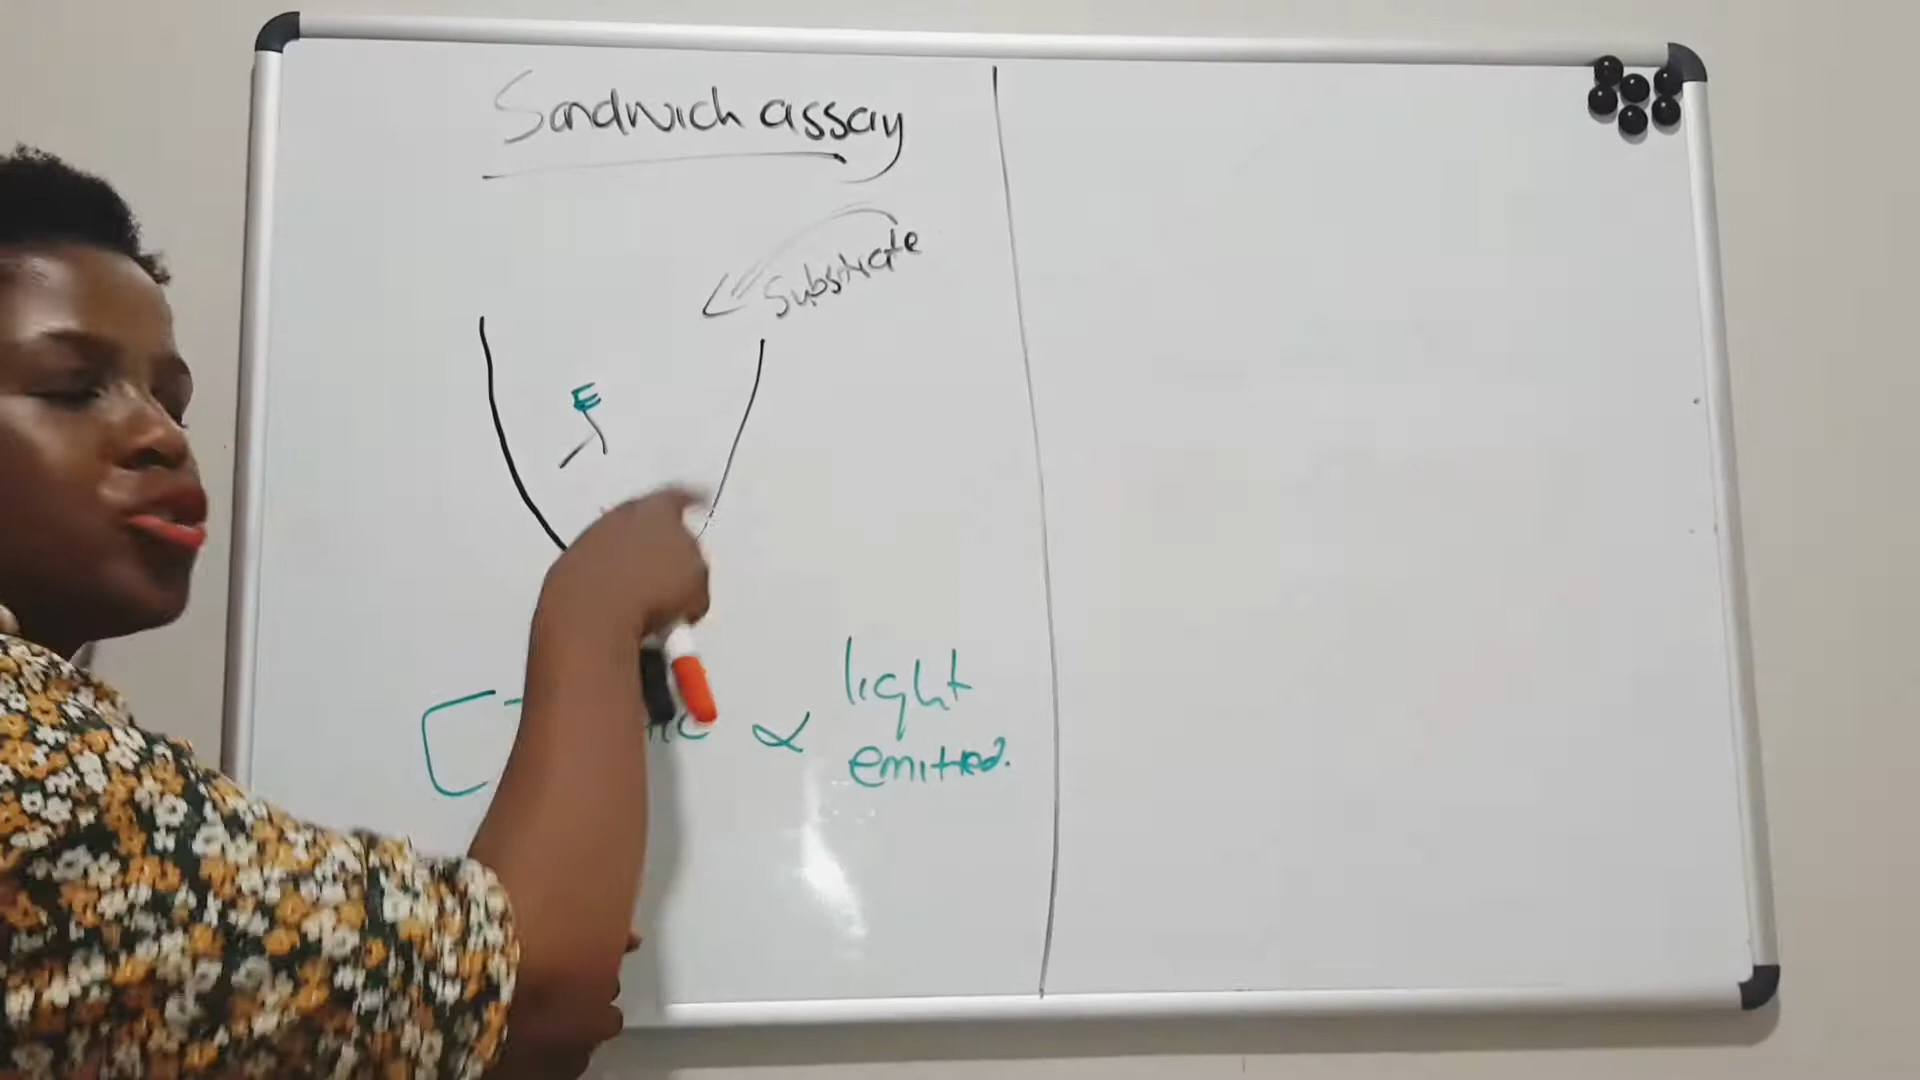 Sandwich assay
Substrate
E
∝ light
emitted.